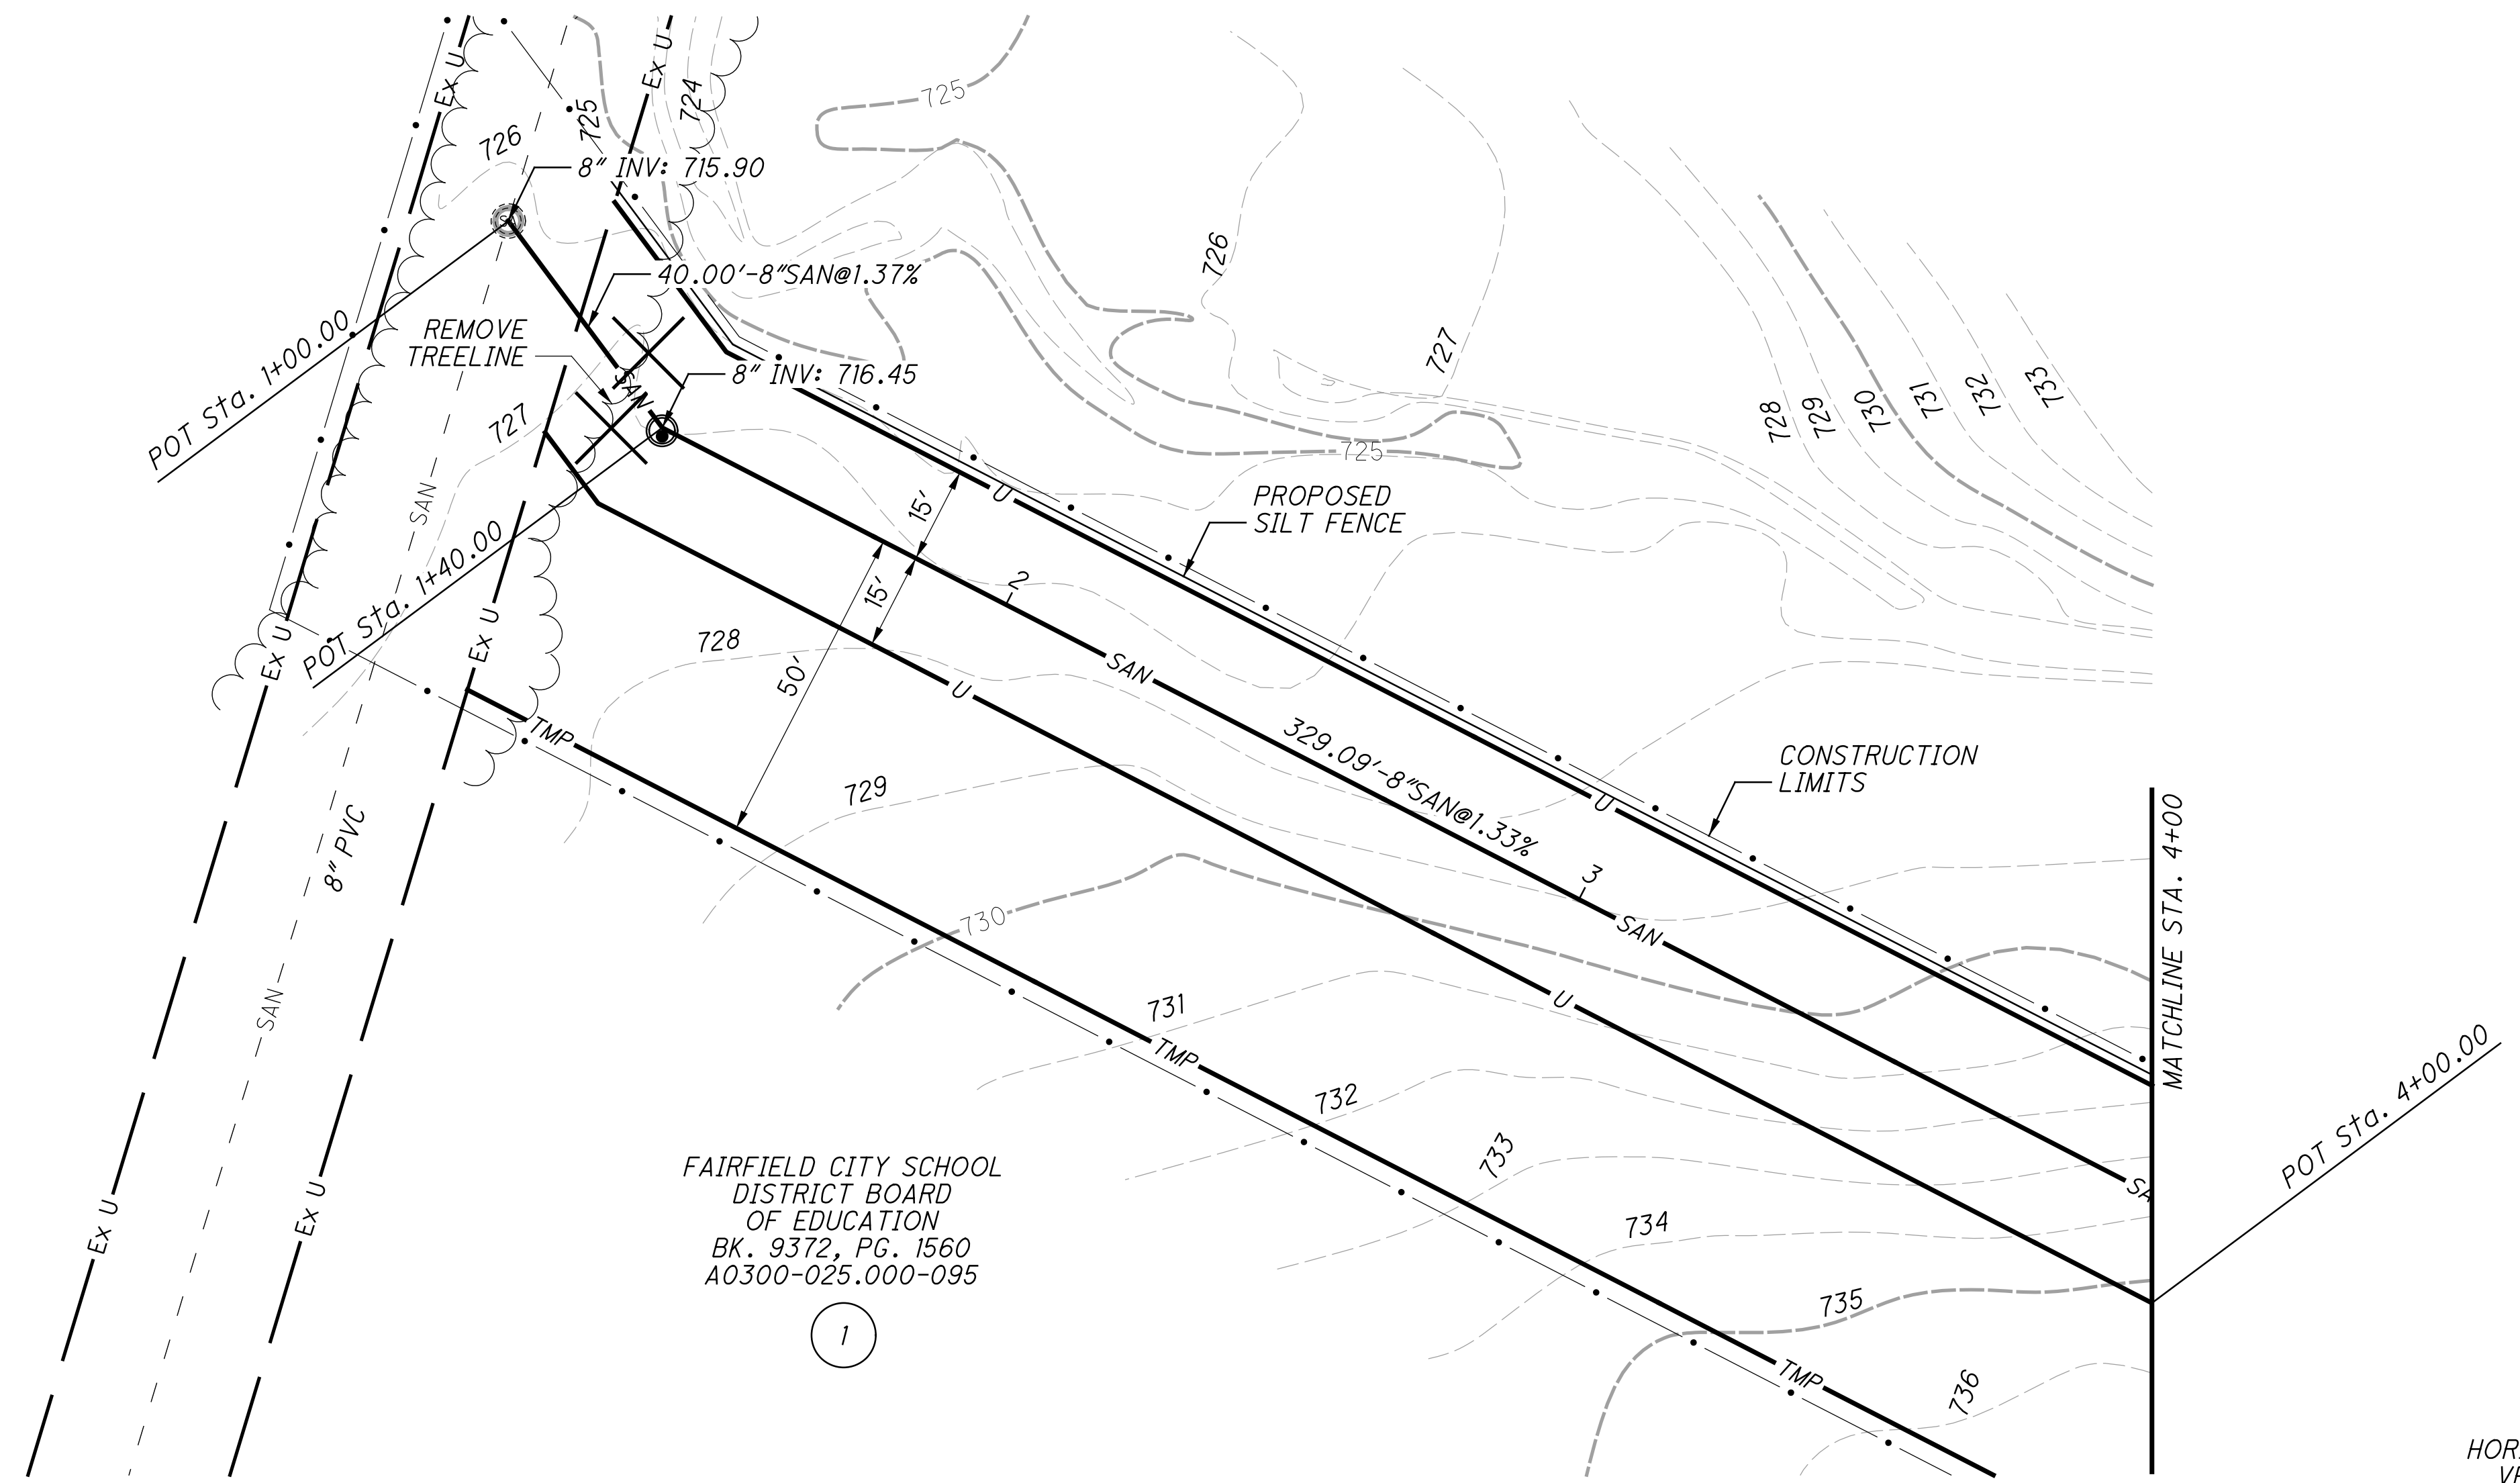 Ex U
Ex U
724
725
725
726
8" INV: 715.90
SAN
726
40.00'-8"SAN@1.37%
REMOVE
TREELINE
POT Sta. 1+00.00
8" INV: 716.45
727
727
728
729
730
731
732
733
725
SAN
15'
U
PROPOSED
SILT FENCE
POT Sta. 1+40.00
15'
2
Ex U
Ex U
728
50'
SAN
U
TMP
329.09'-8"SAN@1.33%
CONSTRUCTION
LIMITS
729
U
MATCHLINE STA. 4+00
8" PVC
3
730
SAN
SAN
U
731
TMP
732
POT Sta. 4+00.00
733
SA
FAIRFIELD CITY SCHOOL
DISTRICT BOARD
OF EDUCATION
BK. 9372, PG. 1560
A0300-025.000-095
1
Ex U
Ex U
734
735
TMP
736
HOR